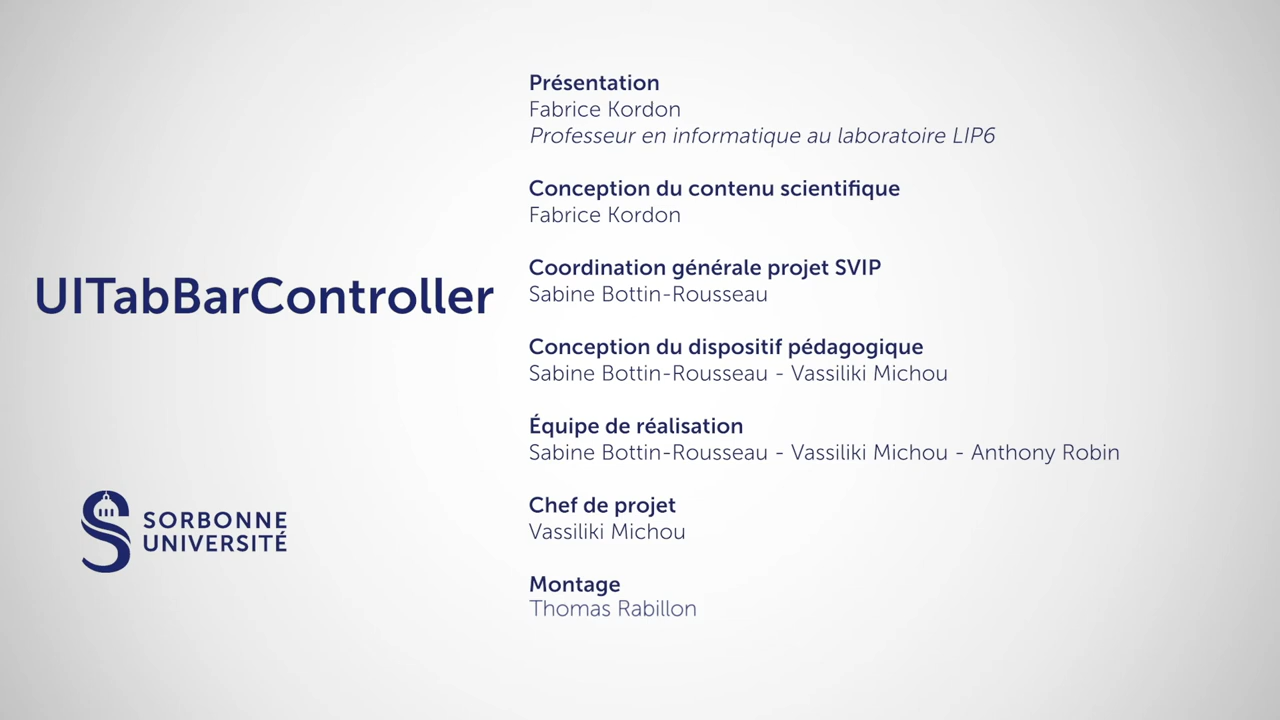 UITabBarController
SORBONNE
UNIVERSITÉ
Présentation
Fabrice Kordon
Professeur en informatique au laboratoire LIP6
Conception du contenu scientifique
Fabrice Kordon
Coordination générale projet SVIP
Sabine Bottin-Rousseau
Conception du dispositif pédagogique
Sabine Bottin-Rousseau - Vassiliki Michou
Équipe de réalisation
Sabine Bottin-Rousseau - Vassiliki Michou - Anthony Robin
Chef de projet
Vassiliki Michou
Montage
Thomas Rabillon